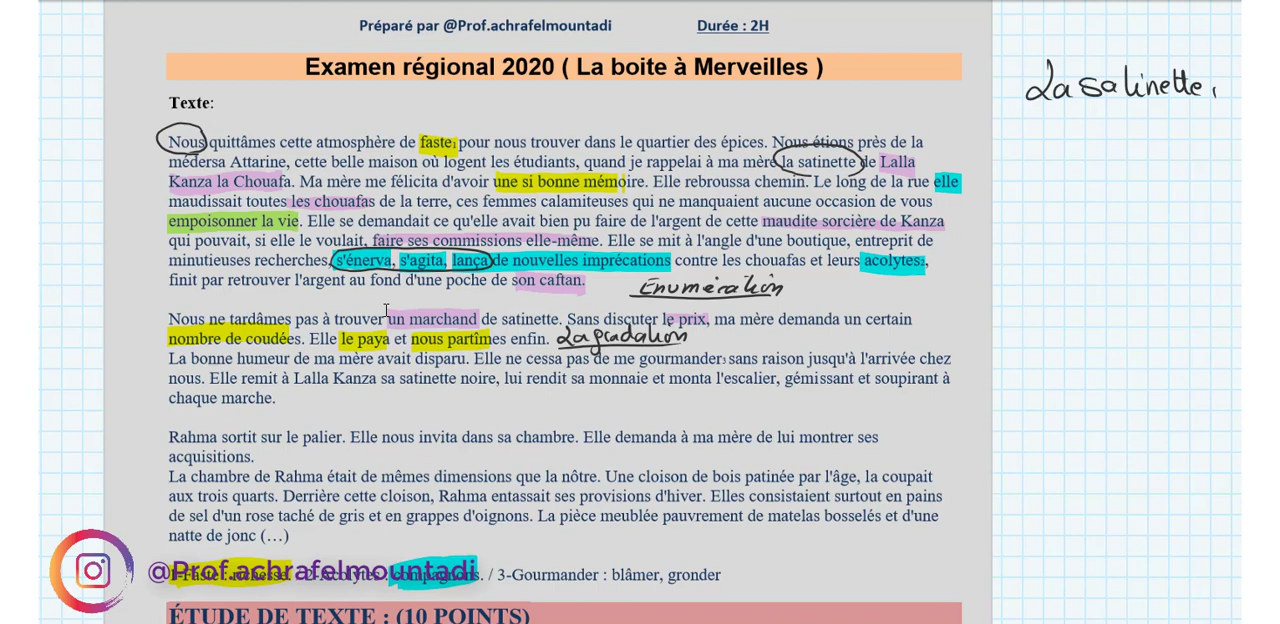 Préparé par @Prof.achrafelmountadi Durée : 2H
Examen régional 2020 ( La boite à Merveilles )
La satinette,
Texte:
Nous quittâmes cette atmosphère de faste1 pour nous trouver dans le quartier des épices. Nous étions près de la
médersa Attarine, cette belle maison où logent les étudiants, quand je rappelai à ma mère la satinette de Lalla
Kanza la Chouafa. Ma mère me félicita d'avoir une si bonne mémoire. Elle rebroussa chemin. Le long de la rue elle
maudissait toutes les chouafas de la terre, ces femmes calamiteuses qui ne manquaient aucune occasion de vous
empoisonner la vie. Elle se demandait ce qu'elle avait bien pu faire de l'argent de cette maudite sorcière de Kanza
qui pouvait, si elle le voulait, faire ses commissions elle-même. Elle se mit à l'angle d'une boutique, entreprit de
minutieuses recherches, s'énerva, s'agita, lança de nouvelles imprécations contre les chouafas et leurs acolytes2,
finit par retrouver l'argent au fond d'une poche de son caftan.
Enumération
Nous ne tardâmes pas à trouver un marchand de satinette. Sans discuter le prix, ma mère demanda un certain
nombre de coudées. Elle le paya et nous partîmes enfin. La gradation
La bonne humeur de ma mère avait disparu. Elle ne cessa pas de me gourmander3 sans raison jusqu'à l'arrivée chez
nous. Elle remit à Lalla Kanza sa satinette noire, lui rendit sa monnaie et monta l'escalier, gémissant et soupirant à
chaque marche.
Rahma sortit sur le palier. Elle nous invita dans sa chambre. Elle demanda à ma mère de lui montrer ses
acquisitions.
La chambre de Rahma était de mêmes dimensions que la nôtre. Une cloison de bois patinée par l'âge, la coupait
aux trois quarts. Derrière cette cloison, Rahma entassait ses provisions d'hiver. Elles consistaient surtout en pains
de sel d'un rose taché de gris et en grappes d'oignons. La pièce meublée pauvrement de matelas bosselés et d'une
natte de jonc (…)
@Prof.achrafelmountadi
1-Faste : richesse. / 2-Acolytes : compagnons. / 3-Gourmander : blâmer, gronder
ÉTUDE DE TEXTE : (10 POINTS)